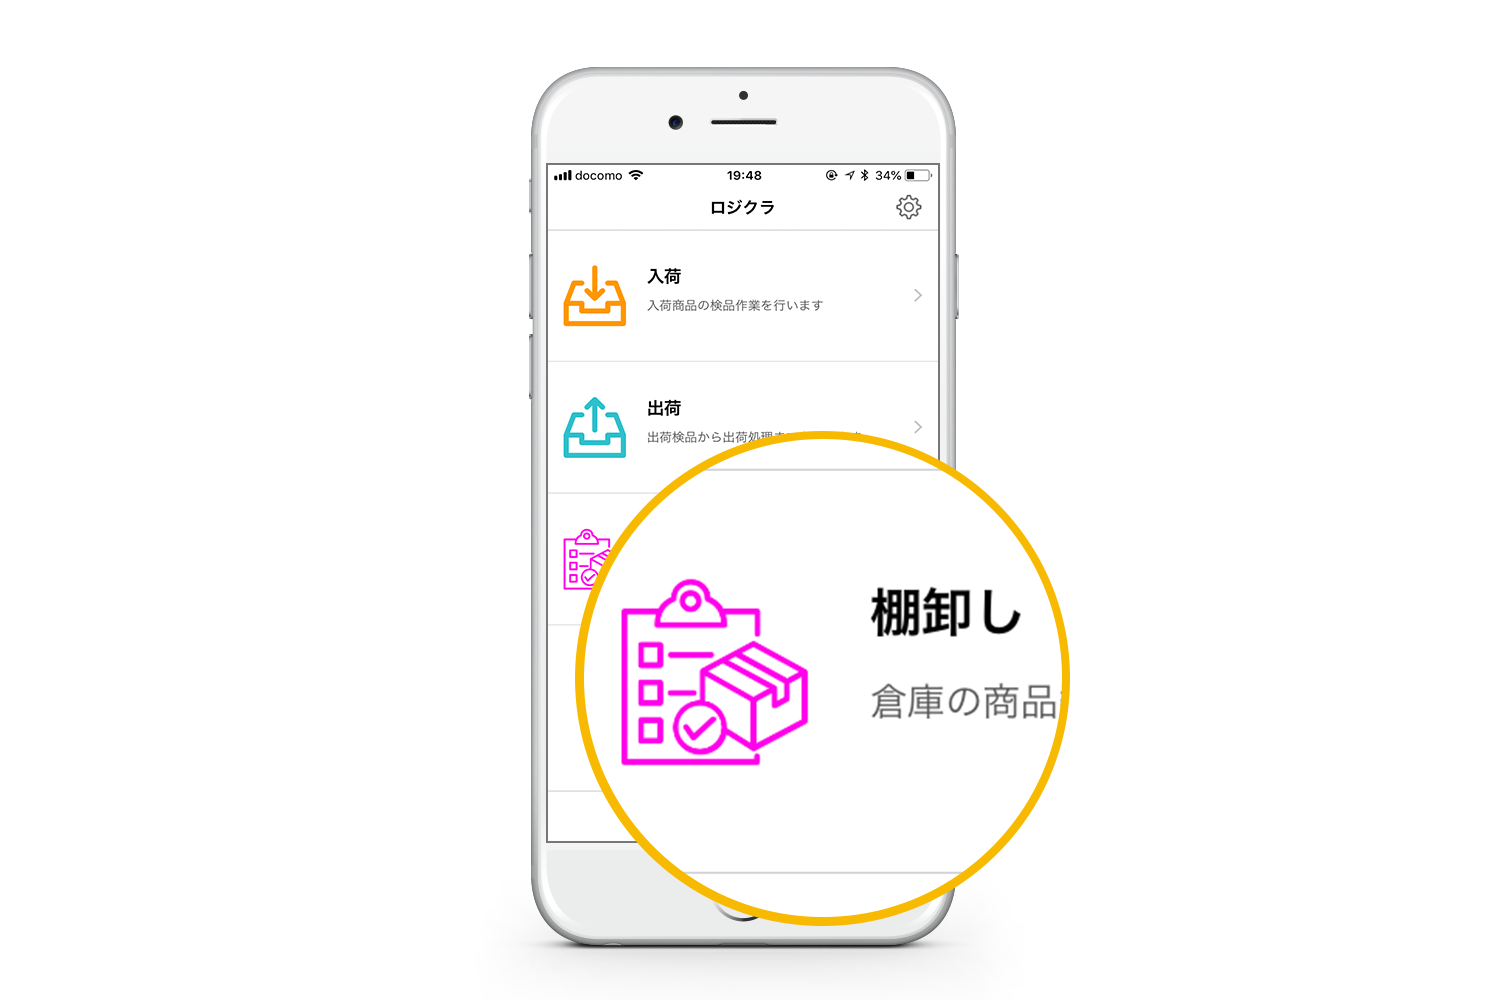 docomo 19:48 34%
ロジクラ
入荷
入荷商品の検品作業を行います
出荷
出荷検品から出荷処理
棚卸し
倉庫の商品